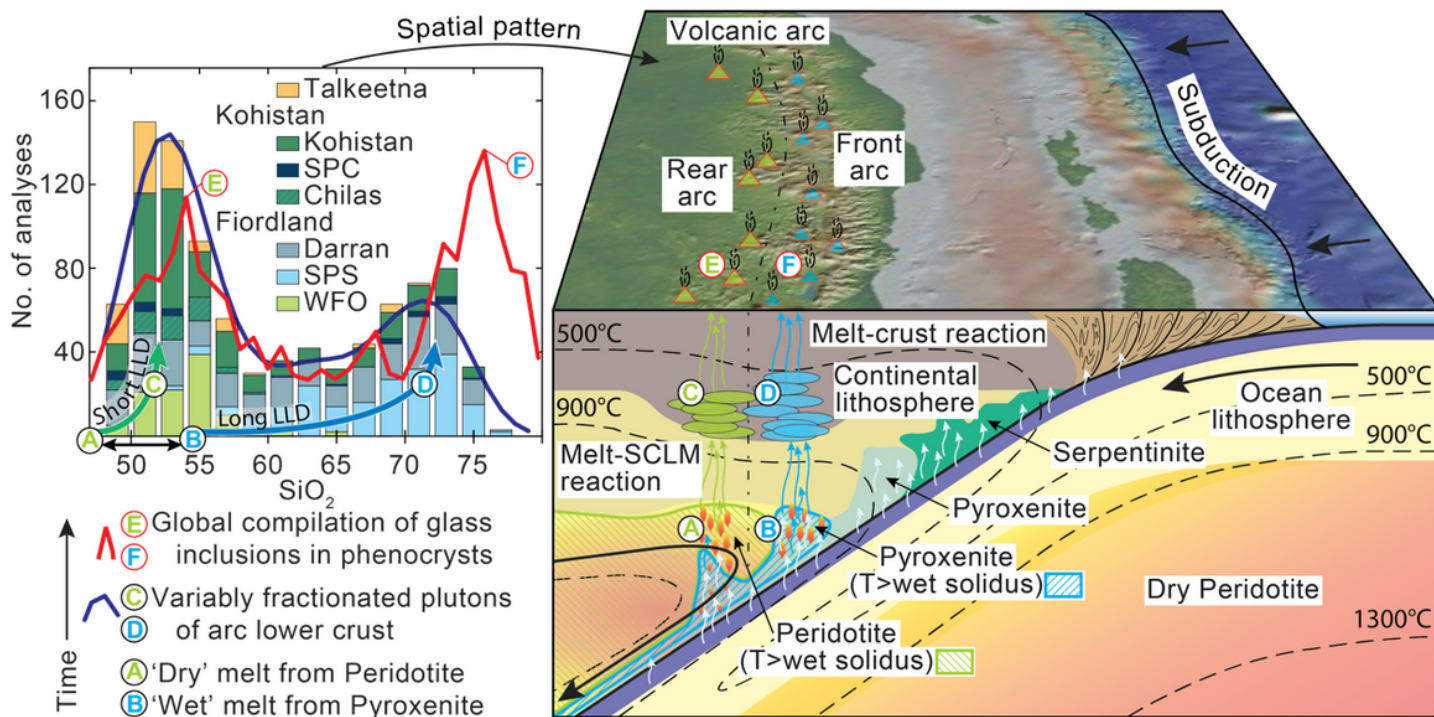 Spatial pattern
No. of analyses
160
120
80
40
Talkeetna
Kohistan
Kohistan
SPC
Chilas
Fiordland
Darran
SPS
WFO
E
F
Short LLD
C
Long LLD
D
A
B
50
55
60
65
70
75
SiO₂
Time
E Global compilation of glass
F inclusions in phenocrysts
C Variably fractionated plutons
D of arc lower crust
A 'Dry' melt from Peridotite
B 'Wet' melt from Pyroxenite
Volcanic arc
Rear
arc
Front
arc
Subduction
E
F
500°C
Melt-crust reaction
Continental
lithosphere
C
D
900°C
Melt-SCLM
reaction
Ocean
lithosphere
500°C
900°C
Serpentinite
Pyroxenite
A
B
Pyroxenite
(T>wet solidus)
Peridotite
(T>wet solidus)
Dry Peridotite
1300°C